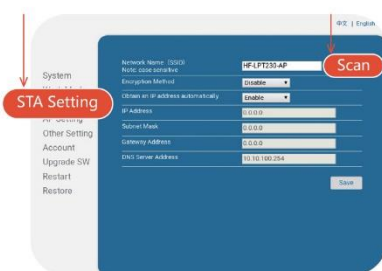 中文 | English
System
STA Setting
AP Setting
Other Setting
Account
Upgrade SW
Restart
Restore
Network Name (SSID)
Note: case sensitive
HF-LPT230-AP
Scan
Encryption Method
Disable
Obtain an IP address automatically
Enable
IP Address
0.0.0.0
Subnet Mask
0.0.0.0
Gateway Address
0.0.0.0
DNS Server Address
10.10.100.254
Save